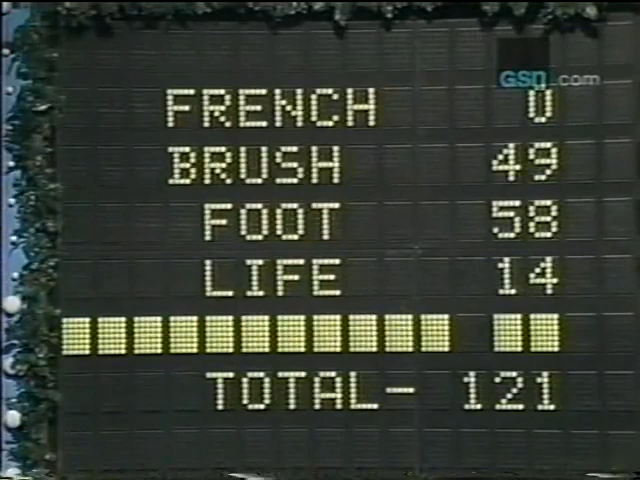 GSN.com
FRENCH 0
BRUSH 49
FOOT 58
LIFE 14
TOTAL- 121